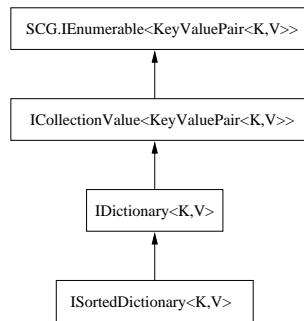 SCG.IEnumerable<KeyValuePair<K,V>>
ICollectionValue<KeyValuePair<K,V>>
IDictionary<K,V>
ISortedDictionary<K,V>